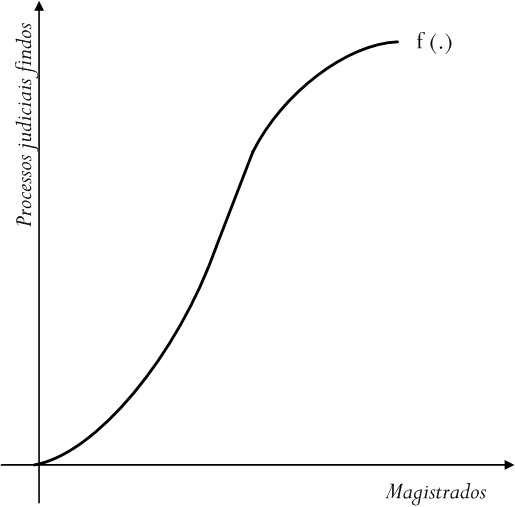 Processos judiciais findos
f (.)
Magistrados